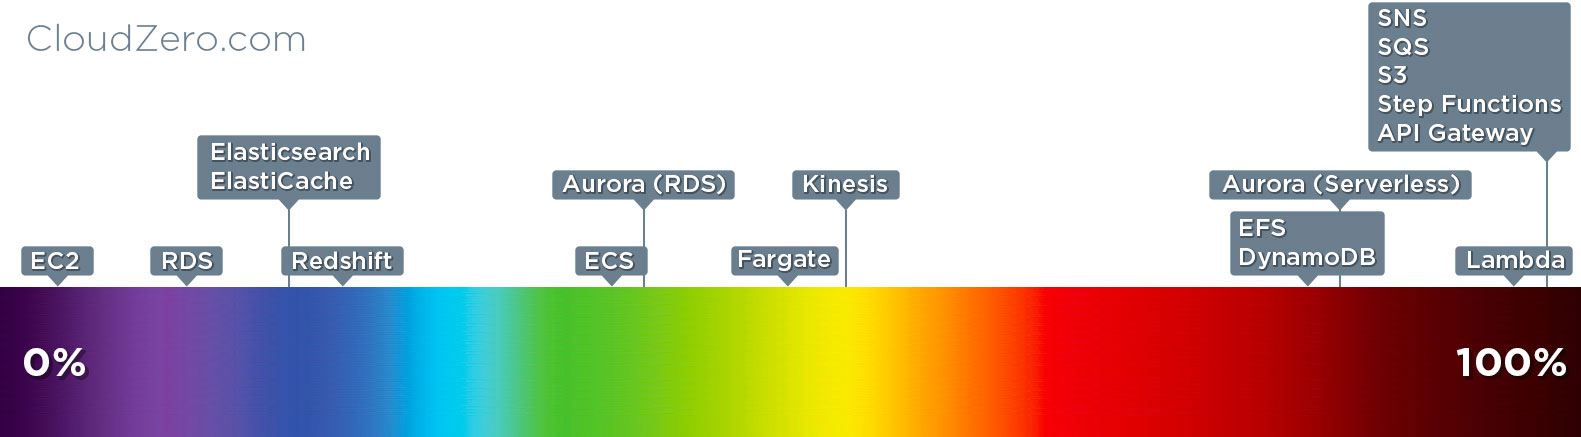 CloudZero.com
SNS
SQS
S3
Step Functions
API Gateway
Elasticsearch
ElastiCache
Aurora (RDS)
Kinesis
Aurora (Serverless)
EFS
DynamoDB
EC2
RDS
Redshift
ECS
Fargate
Lambda
0%
100%